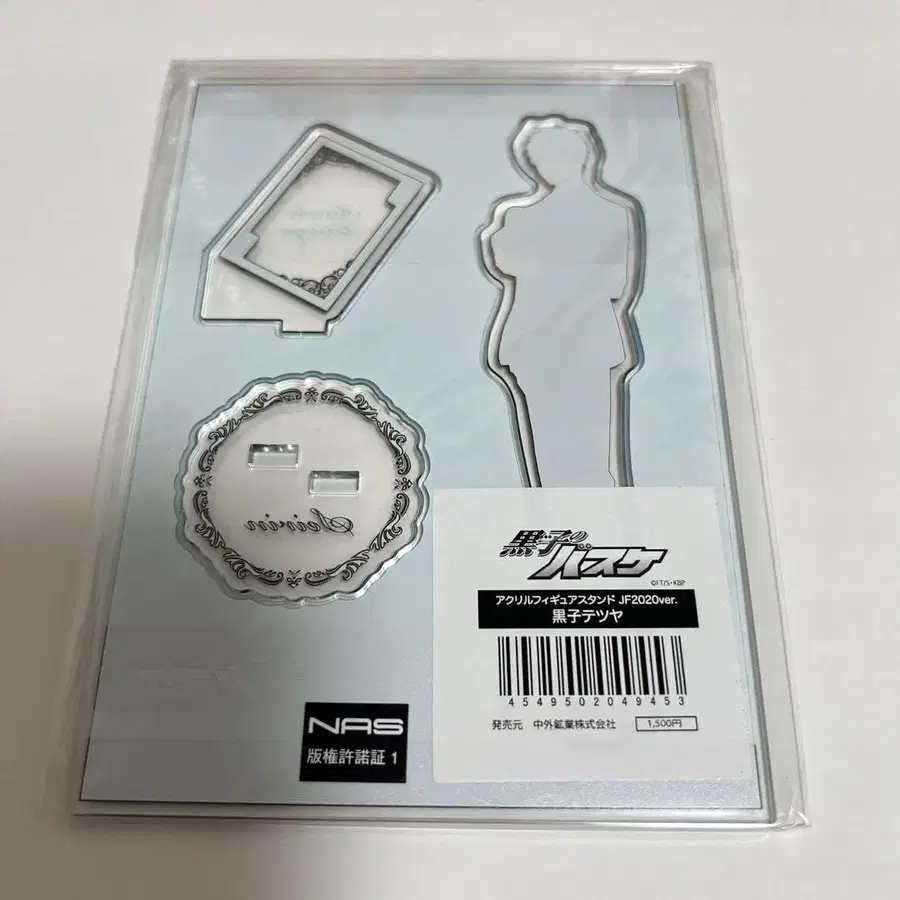 Seirin
黒子の
バスケ
©FT/S・KBP
アクリルフィギュアスタンド JF2020ver.
黒子テツヤ
4549502049453
発売元 中外鉱業株式会社 1,500円
NAS
版権許諾証 1